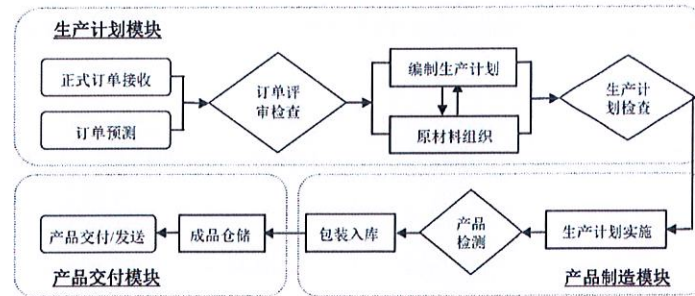 生产计划模块
正式订单接收
订单预测
订单评
审检查
编制生产计划
原材料组织
生产计
划检查
产品交付/发送
成品仓储
包装入库
产品
检测
生产计划实施
产品交付模块
产品制造模块